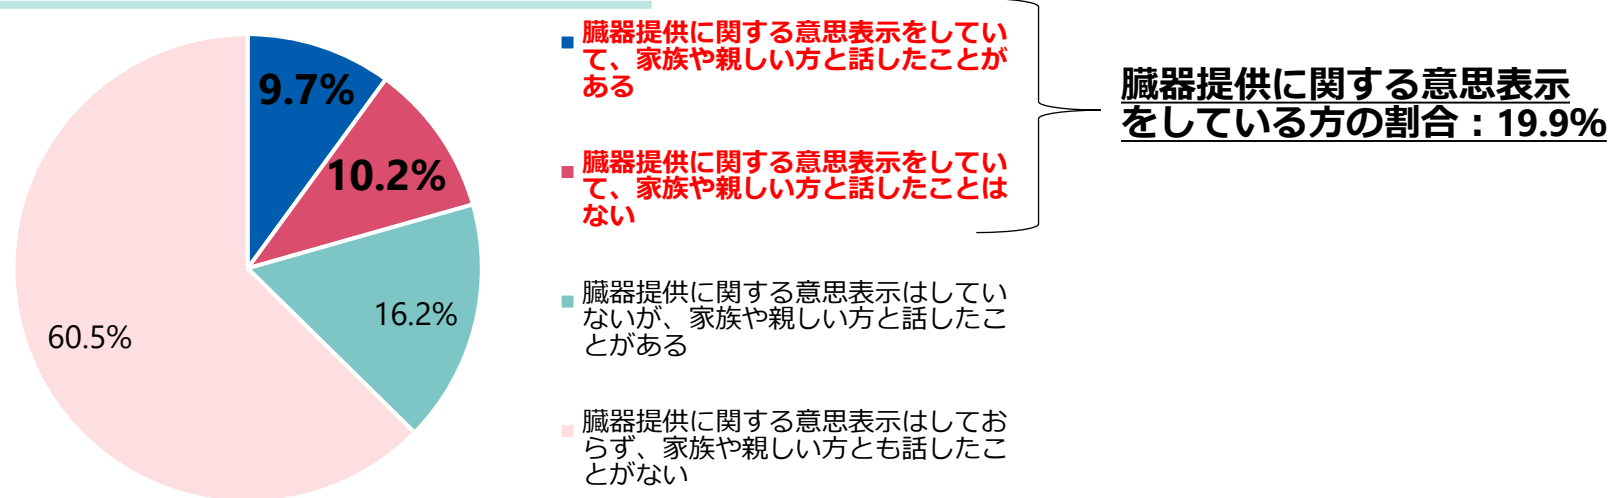 9.7%
10.2%
16.2%
60.5%
臓器提供に関する意思表示をしてい
て、家族や親しい方と話したことが
ある
臓器提供に関する意思表示をしてい
て、家族や親しい方と話したことは
ない
臓器提供に関する意思表示はしてい
ないが、家族や親しい方と話したこ
とがある
臓器提供に関する意思表示はしてお
らず、家族や親しい方とも話したこ
とがない
臓器提供に関する意思表示
をしている方の割合：19.9%